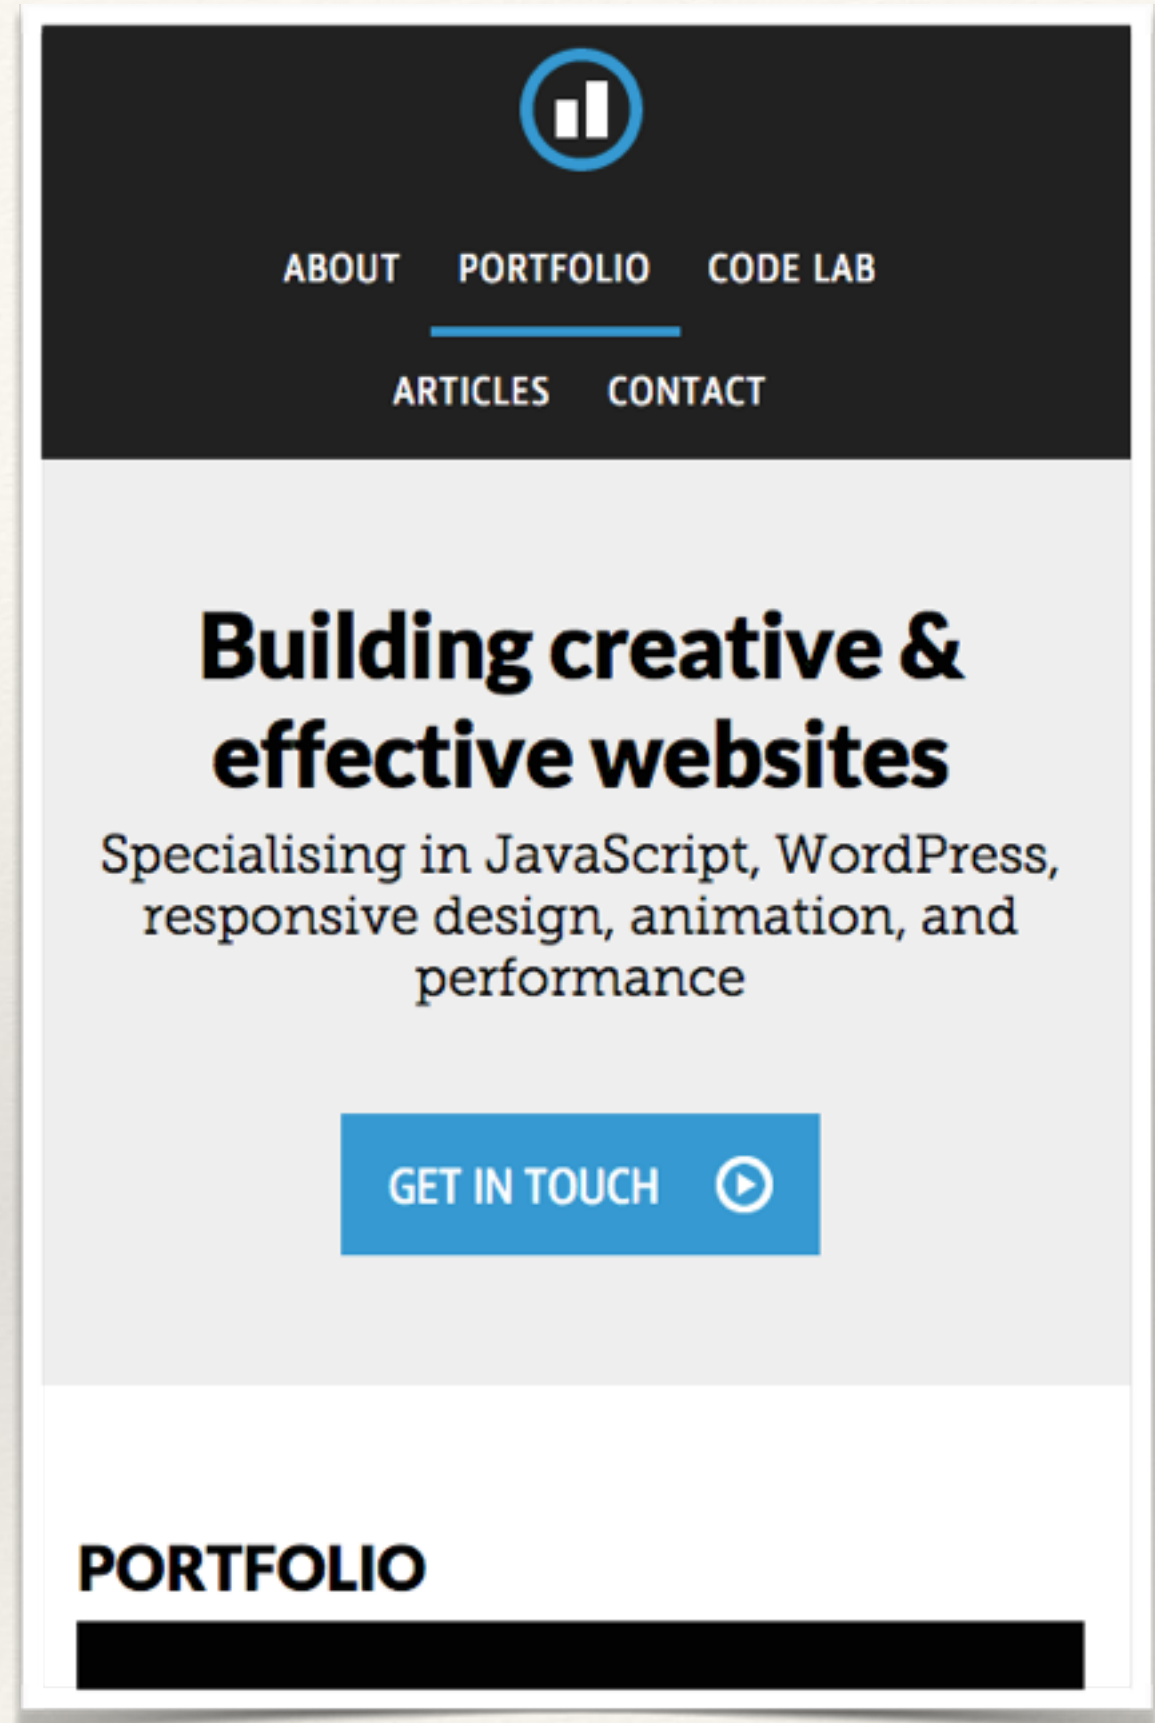 ABOUT PORTFOLIO CODE LAB
ARTICLES CONTACT
Building creative &
effective websites
Specialising in JavaScript, WordPress,
responsive design, animation, and
performance
GET IN TOUCH
PORTFOLIO